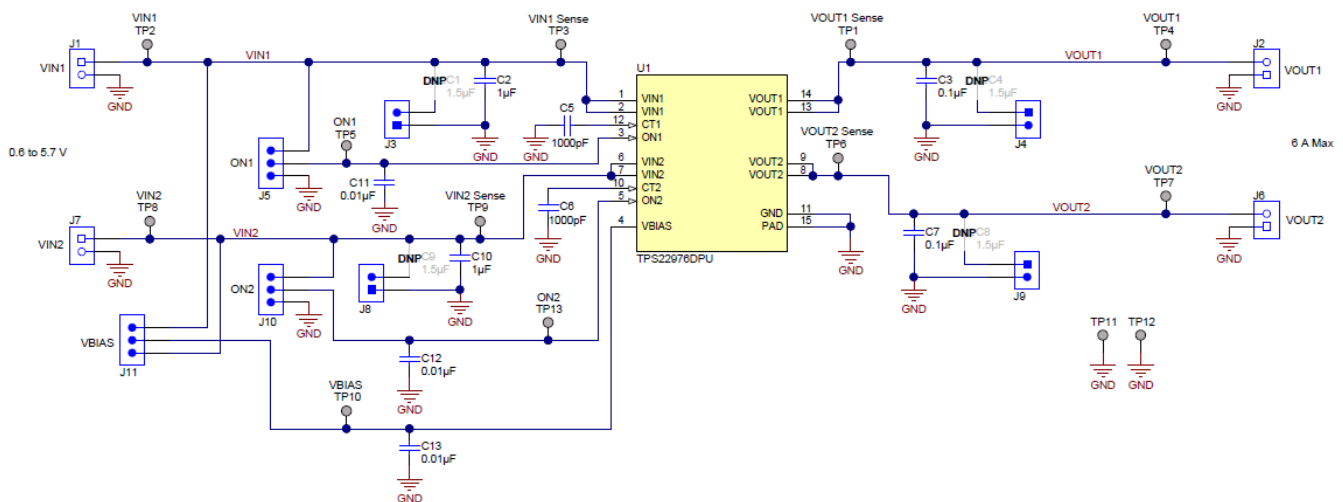 VIN1
TP2
VIN1 Sense
TP3
VOUT1 Sense
TP1
VOUT1
TP4
J1
VIN1
GND
VIN1
DNP C1
1.5µF
C2
1µF
J3
GND
ON1
TP5
C5
1000pF
GND
U1
1 VIN1
2 VIN1
12 CT1
3 ON1
6 VIN2
7 VIN2
10 CT2
5 ON2
4 VBIAS
VOUT1 14
VOUT1 13
VOUT2 9
VOUT2 8
GND 11
PAD 15
TPS22976DPU
GND
VOUT1
C3
0.1µF
DNP C4
1.5µF
GND
J4
J2
VOUT1
GND
0.6 to 5.7 V
6 A Max
ON1
J5
GND
C11
0.01µF
GND
VOUT2 Sense
TP6
VIN2
TP8
VIN2 Sense
TP9
C6
1000pF
GND
VOUT2
TP7
J7
VIN2
GND
VIN2
DNP C9
1.5µF
C10
1µF
J8
GND
VOUT2
C7
0.1µF
DNP C8
1.5µF
GND
J9
J6
VOUT2
GND
ON2
J10
GND
ON2
TP13
VBIAS
J11
C12
0.01µF
GND
TP11
GND
TP12
GND
VBIAS
TP10
C13
0.01µF
GND